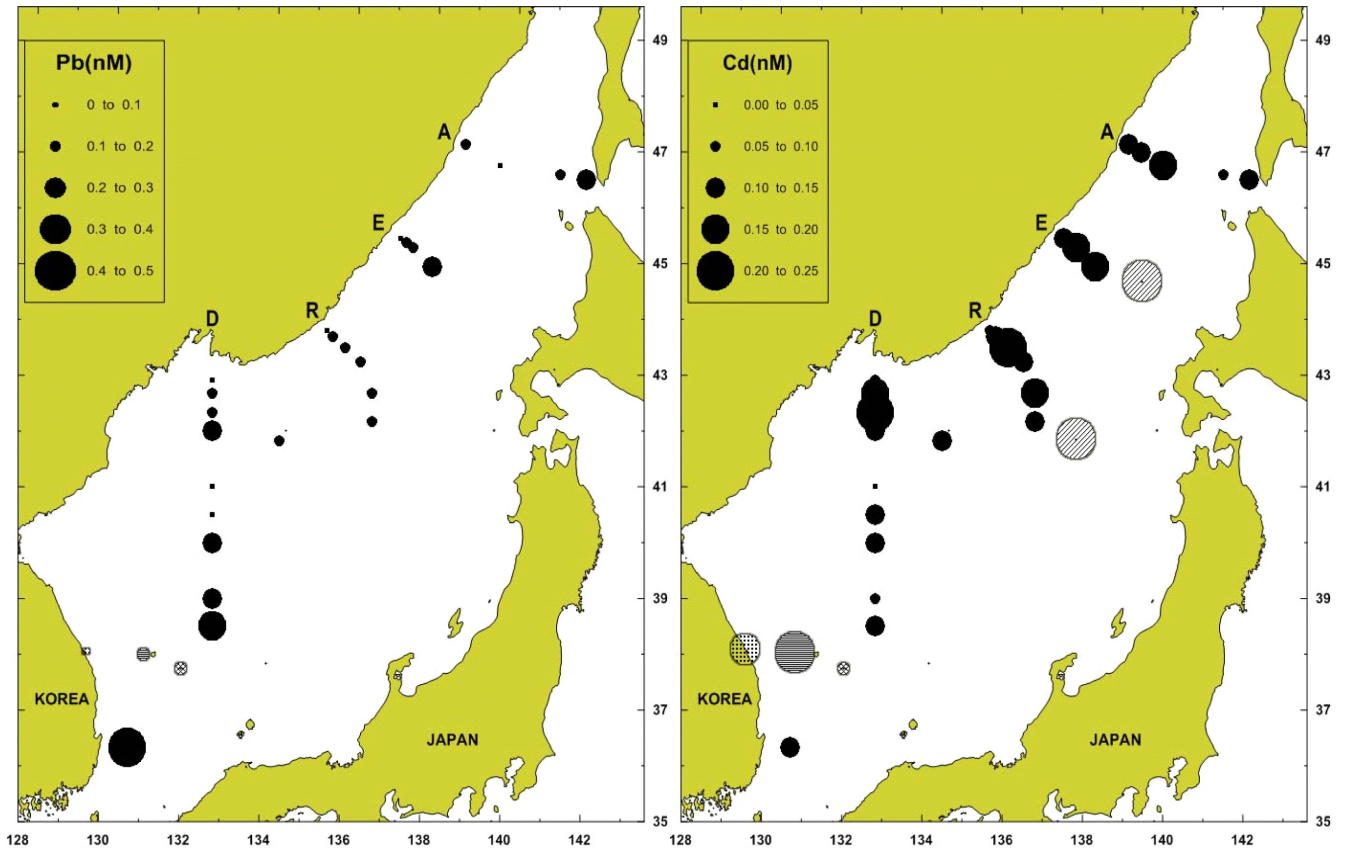 Pb(nM)
0 to 0.1
0.1 to 0.2
0.2 to 0.3
0.3 to 0.4
0.4 to 0.5
A
E
R
D
KOREA
JAPAN
49
47
45
43
41
39
37
35
128
130
132
134
136
138
140
142
Cd(nM)
0.00 to 0.05
0.05 to 0.10
0.10 to 0.15
0.15 to 0.20
0.20 to 0.25
A
E
R
D
KOREA
JAPAN
49
47
45
43
41
39
37
35
128
130
132
134
136
138
140
142